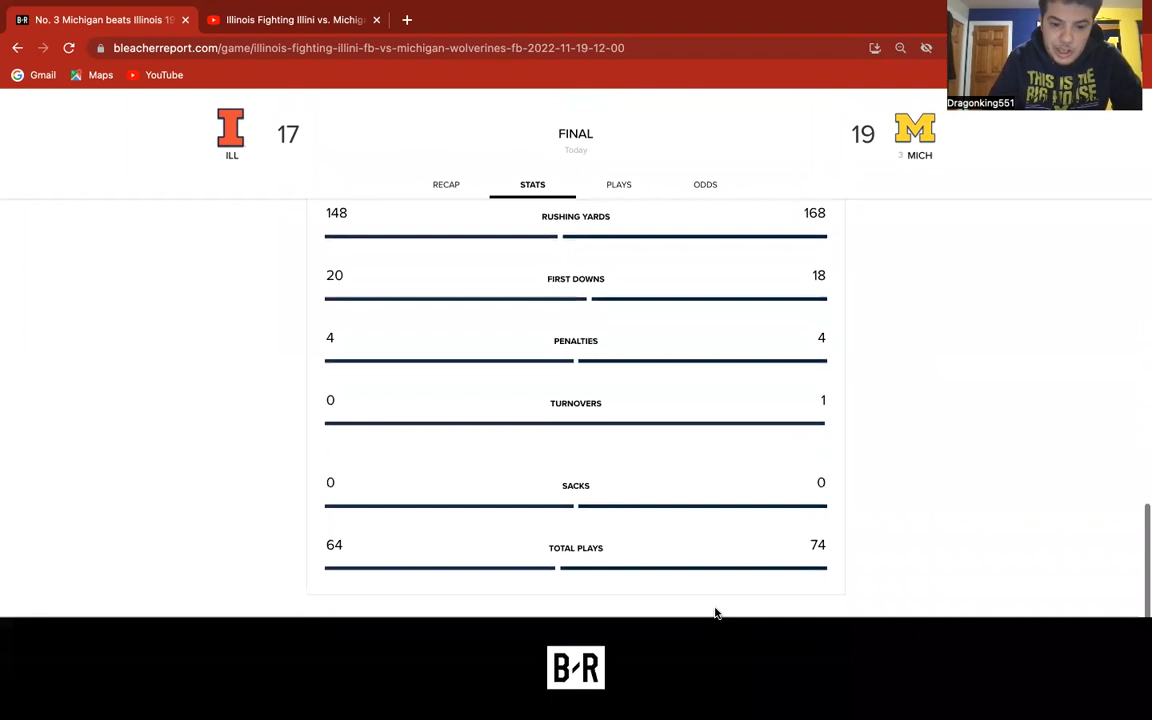 B/R No. 3 Michigan beats Illinois 19
Illinois Fighting Illini vs. Michig
bleacherreport.com/game/illinois-fighting-illini-fb-vs-michigan-wolverines-fb-2022-11-19-12-00
Gmail Maps YouTube
THIS IS THE
BIG HOUSE
Dragonking551
17 FINAL 19
Today
ILL 3 MICH
RECAP STATS PLAYS ODDS
148 RUSHING YARDS 168
20 FIRST DOWNS 18
4 PENALTIES 4
0 TURNOVERS 1
0 SACKS 0
64 TOTAL PLAYS 74
B/R